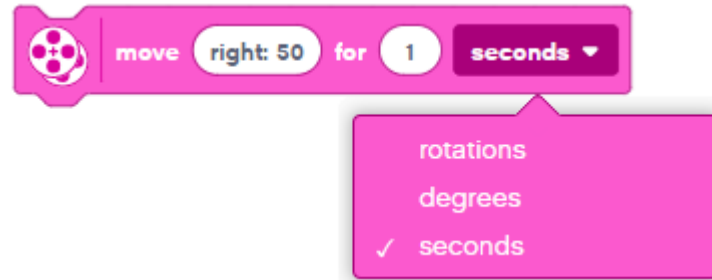 move right: 50 for 1 seconds
rotations
degrees
seconds